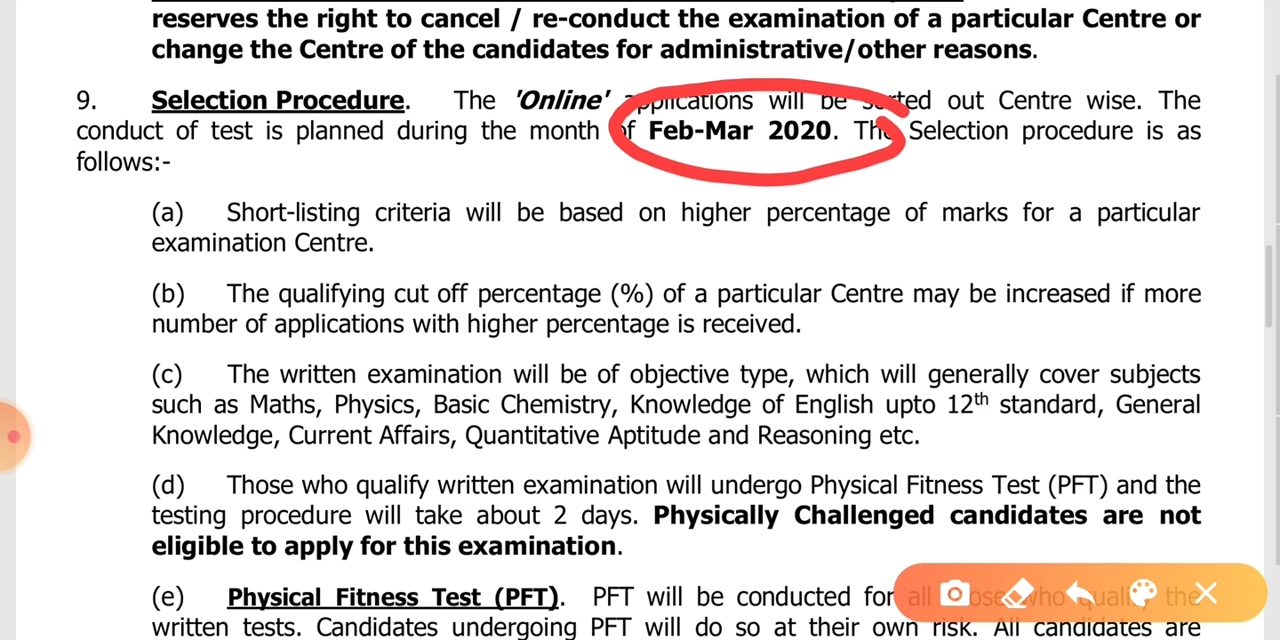 reserves the right to cancel / re-conduct the examination of a particular Centre or
change the Centre of the candidates for administrative/other reasons.
9. Selection Procedure. The 'Online' applications will be sorted out Centre wise. The
conduct of test is planned during the month of Feb-Mar 2020. The Selection procedure is as
follows:-
(a) Short-listing criteria will be based on higher percentage of marks for a particular
examination Centre.
(b) The qualifying cut off percentage (%) of a particular Centre may be increased if more
number of applications with higher percentage is received.
(c) The written examination will be of objective type, which will generally cover subjects
such as Maths, Physics, Basic Chemistry, Knowledge of English upto 12th standard, General
Knowledge, Current Affairs, Quantitative Aptitude and Reasoning etc.
(d) Those who qualify written examination will undergo Physical Fitness Test (PFT) and the
testing procedure will take about 2 days. Physically Challenged candidates are not
eligible to apply for this examination.
(e) Physical Fitness Test (PFT). PFT will be conducted for all those who qualify the
written tests. Candidates undergoing PFT will do so at their own risk. All candidates are